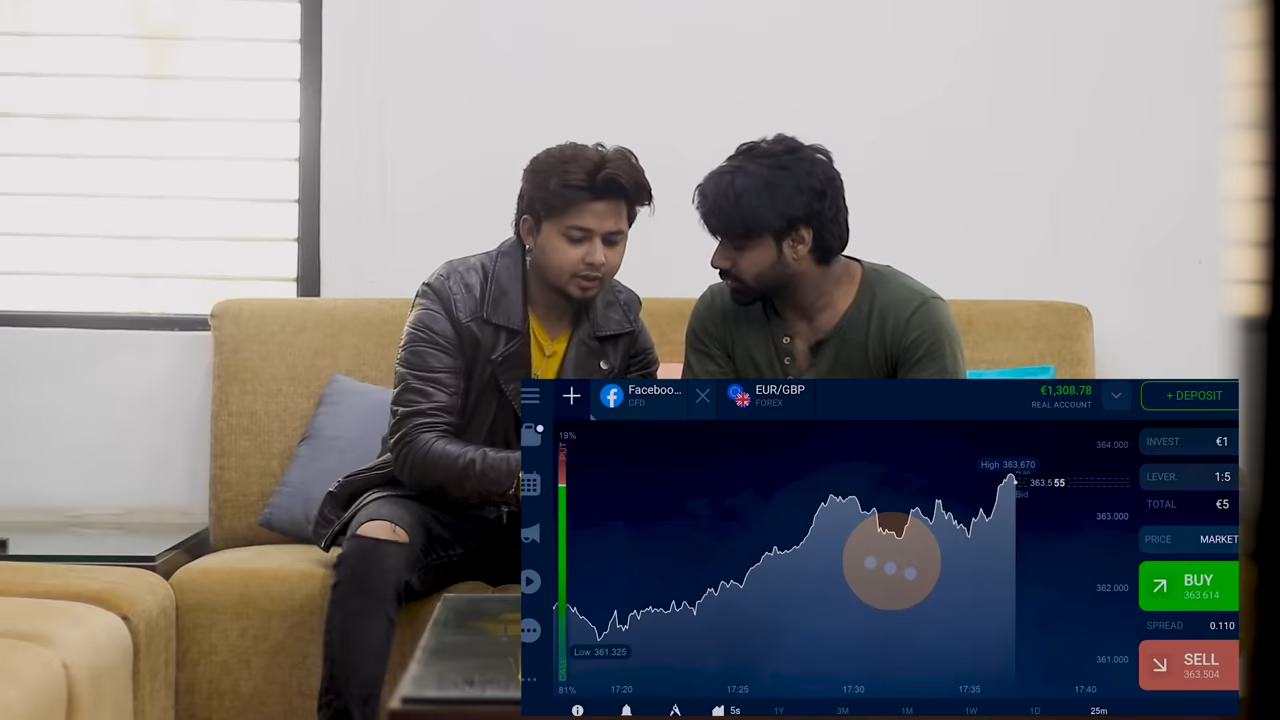 Faceboo...
CFD
EUR/GBP
FOREX
€1,308.78
REAL ACCOUNT
+ DEPOSIT
19%
PUT
High 363.670
363.555
Bid
364.000
363.000
362.000
361.000
Low 361.325
81%
17:20
17:25
17:30
17:35
17:40
INVEST. €1
LEVER. 1:5
TOTAL €5
PRICE MARKET
BUY
363.614
SPREAD 0.110
SELL
363.504
5s
1Y
3M
1M
1W
1D
25m